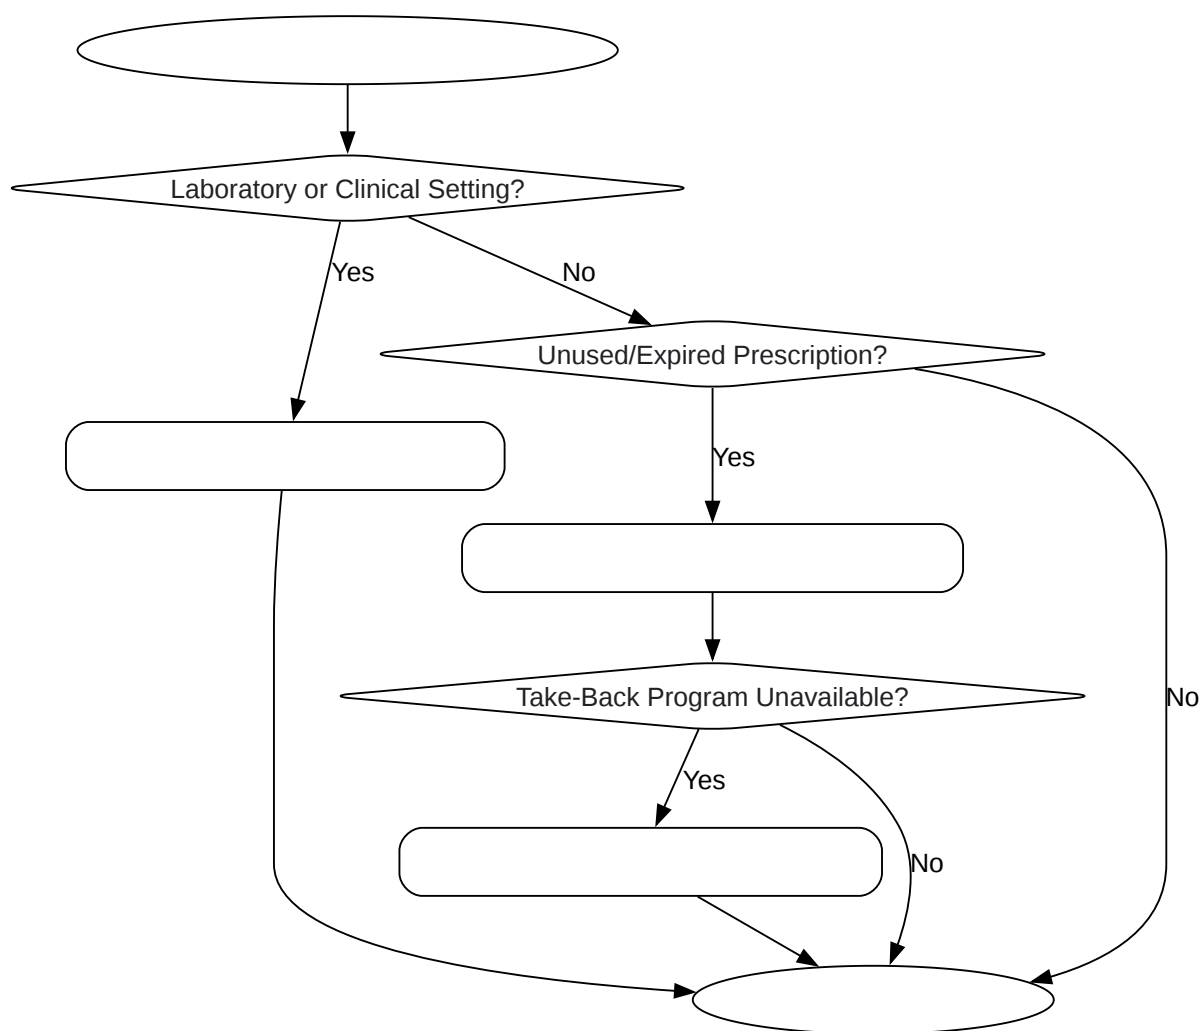 Laboratory or Clinical Setting?
Yes
No
Unused/Expired Prescription?
Yes
Take-Back Program Unavailable?
No
Yes
No